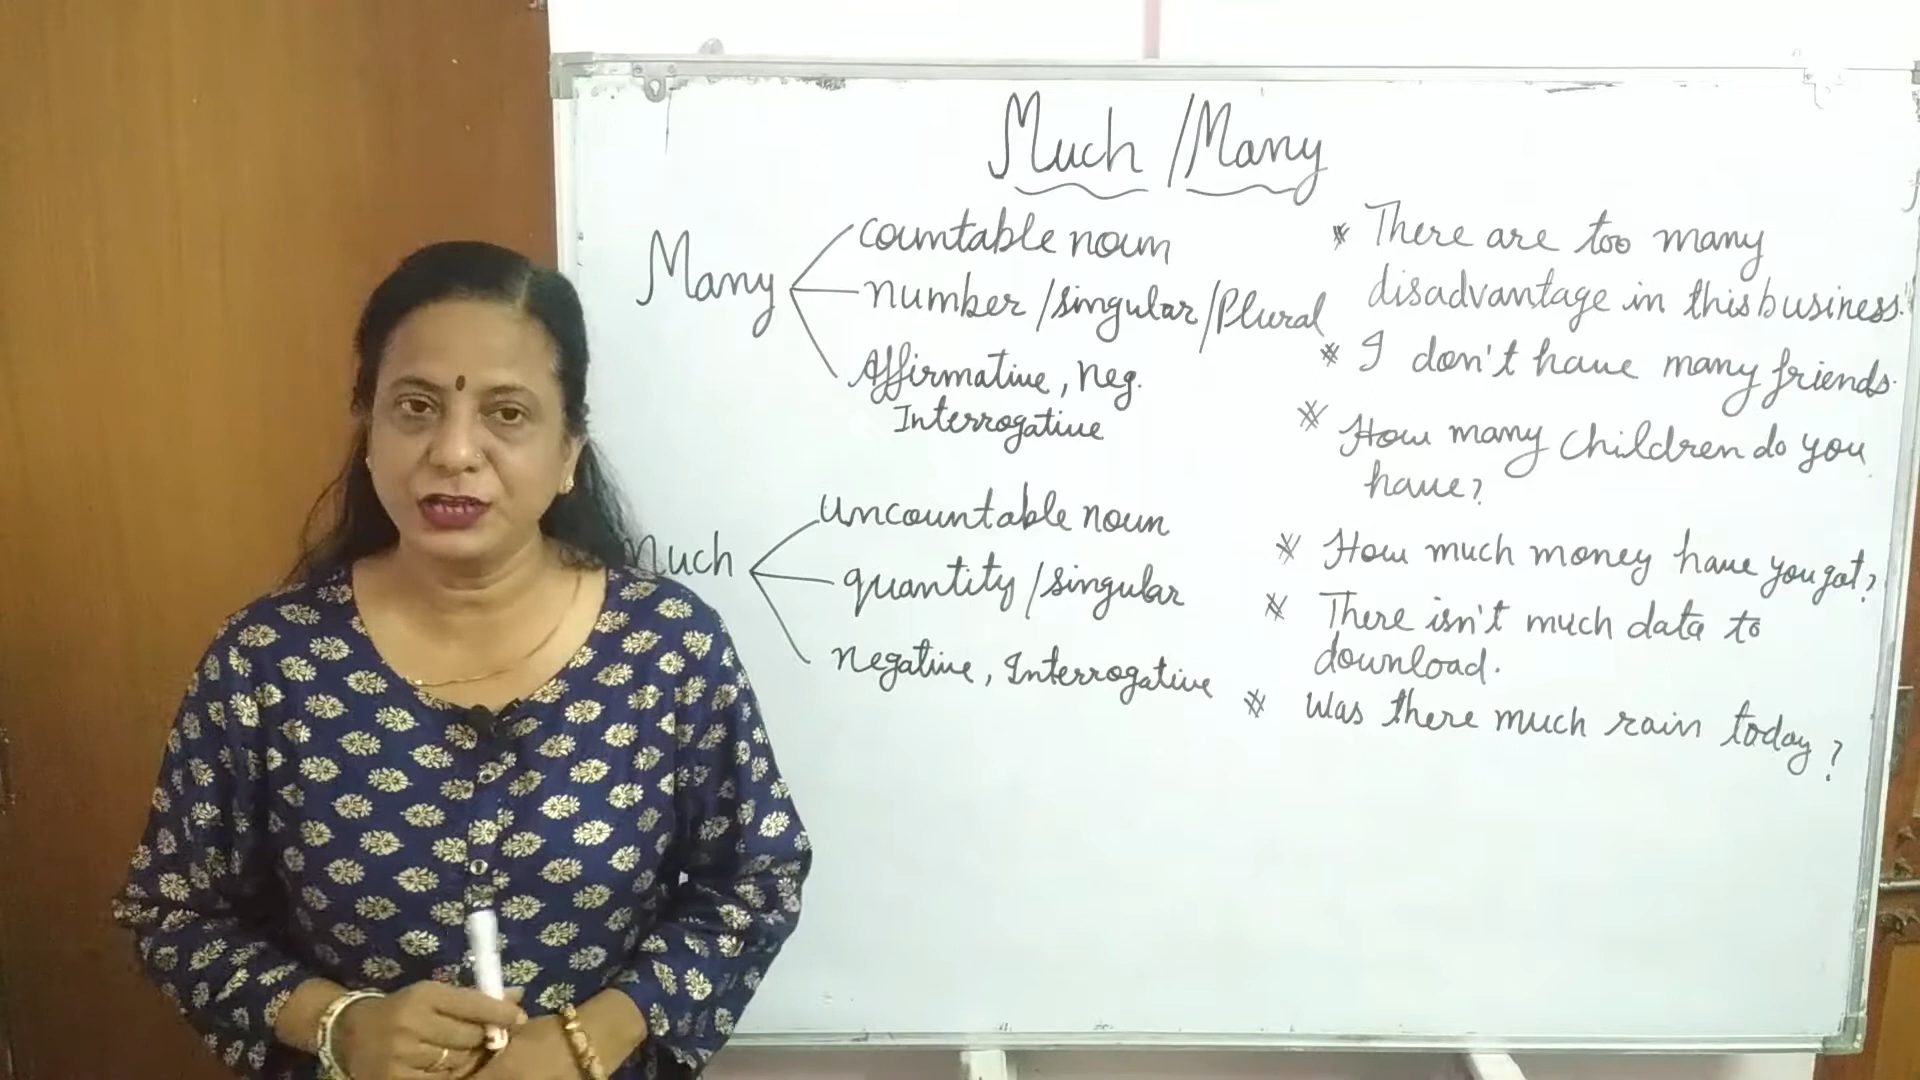 Much / Many
Many
Countable noun
number / singular / Plural
Affirmative, Neg.
Interrogative
Much
Uncountable noun
quantity / singular
Negative, Interrogative
* There are too many
disadvantage in this business.
* I don't have many friends.
* How many children do you
have?
* How much money have you got?
* There isn't much data to
download.
* Was there much rain today?